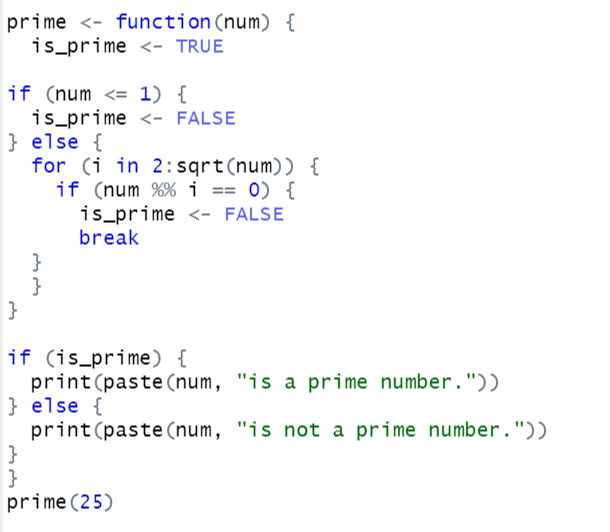 prime <- function(num) {
  is_prime <- TRUE

if (num <= 1) {
  is_prime <- FALSE
} else {
  for (i in 2:sqrt(num)) {
    if (num %% i == 0) {
      is_prime <- FALSE
      break
  }
  }
}

if (is_prime) {
  print(paste(num, "is a prime number."))
} else {
  print(paste(num, "is not a prime number."))
}
}
prime(25)